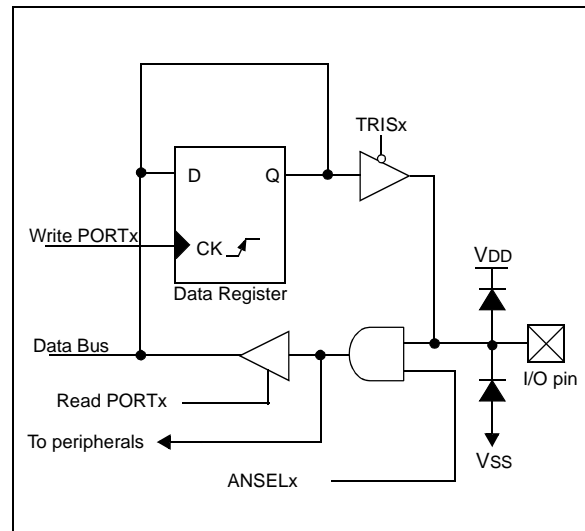 TRISx
D
Q
Write PORTx
CK
Data Register
VDD
Data Bus
I/O pin
Read PORTx
To peripherals
VSS
ANSELx